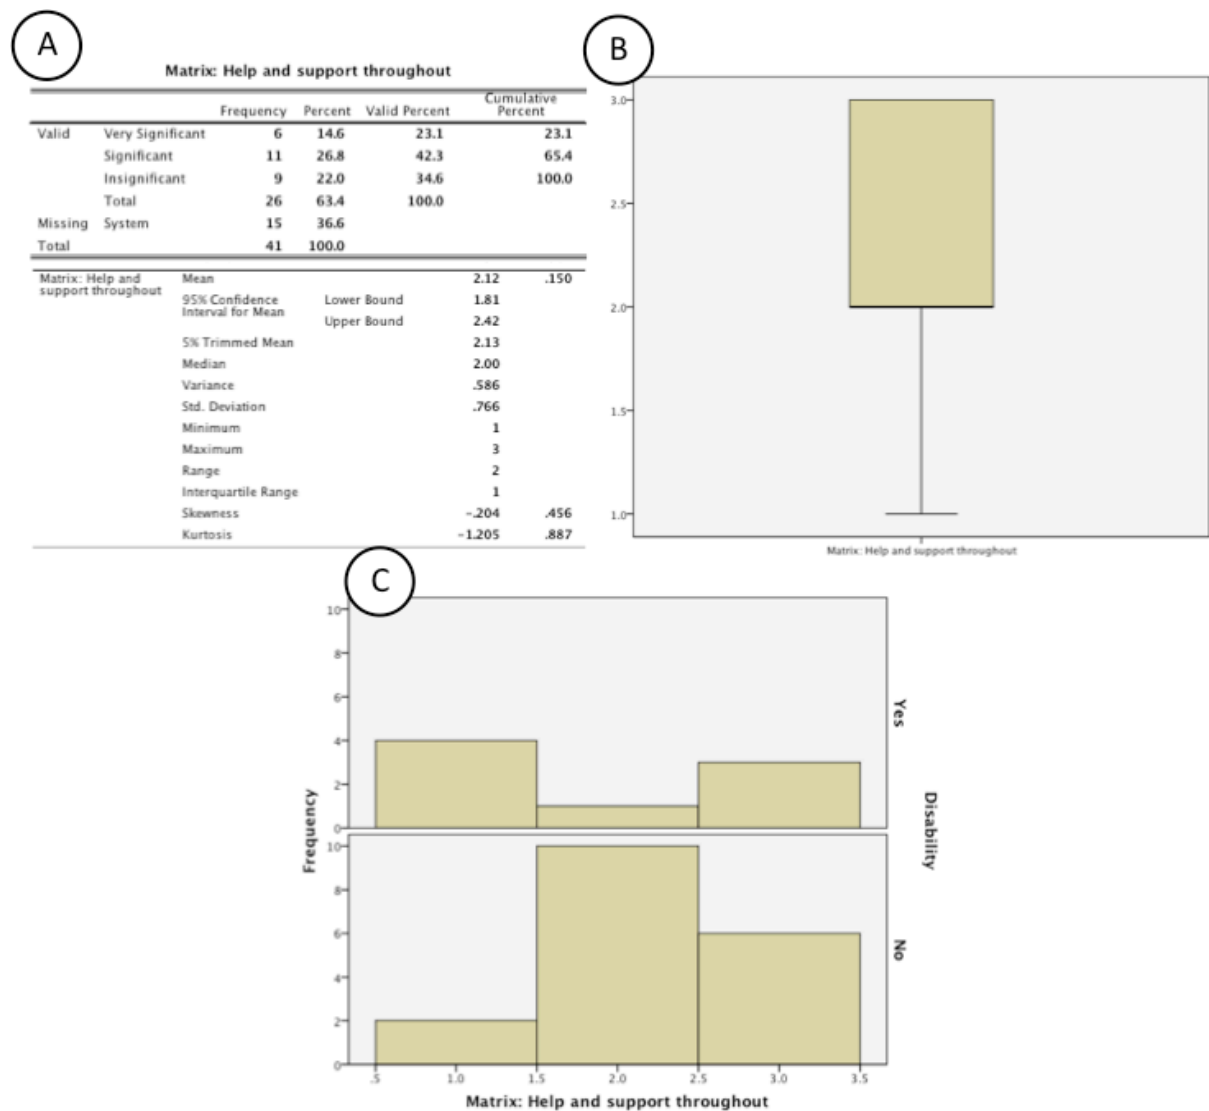 A
Matrix: Help and support throughout
Frequency Percent Valid Percent Cumulative Percent
Valid Very Significant 6 14.6 23.1 23.1
Significant 11 26.8 42.3 65.4
Insignificant 9 22.0 34.6 100.0
Total 26 63.4 100.0
Missing System 15 36.6
Total 41 100.0
Matrix: Help and support throughout Mean 2.12 .150
95% Confidence Interval for Mean Lower Bound 1.81
Upper Bound 2.42
5% Trimmed Mean 2.13
Median 2.00
Variance .586
Std. Deviation .766
Minimum 1
Maximum 3
Range 2
Interquartile Range 1
Skewness -.204 .456
Kurtosis -1.205 .887
B
3.0
2.5
2.0
1.5
1.0
Matrix: Help and support throughout
C
10
8
6
4
2
0
Yes
10
8
6
4
2
0
No
Frequency
Disability
.5 1.0 1.5 2.0 2.5 3.0 3.5
Matrix: Help and support throughout